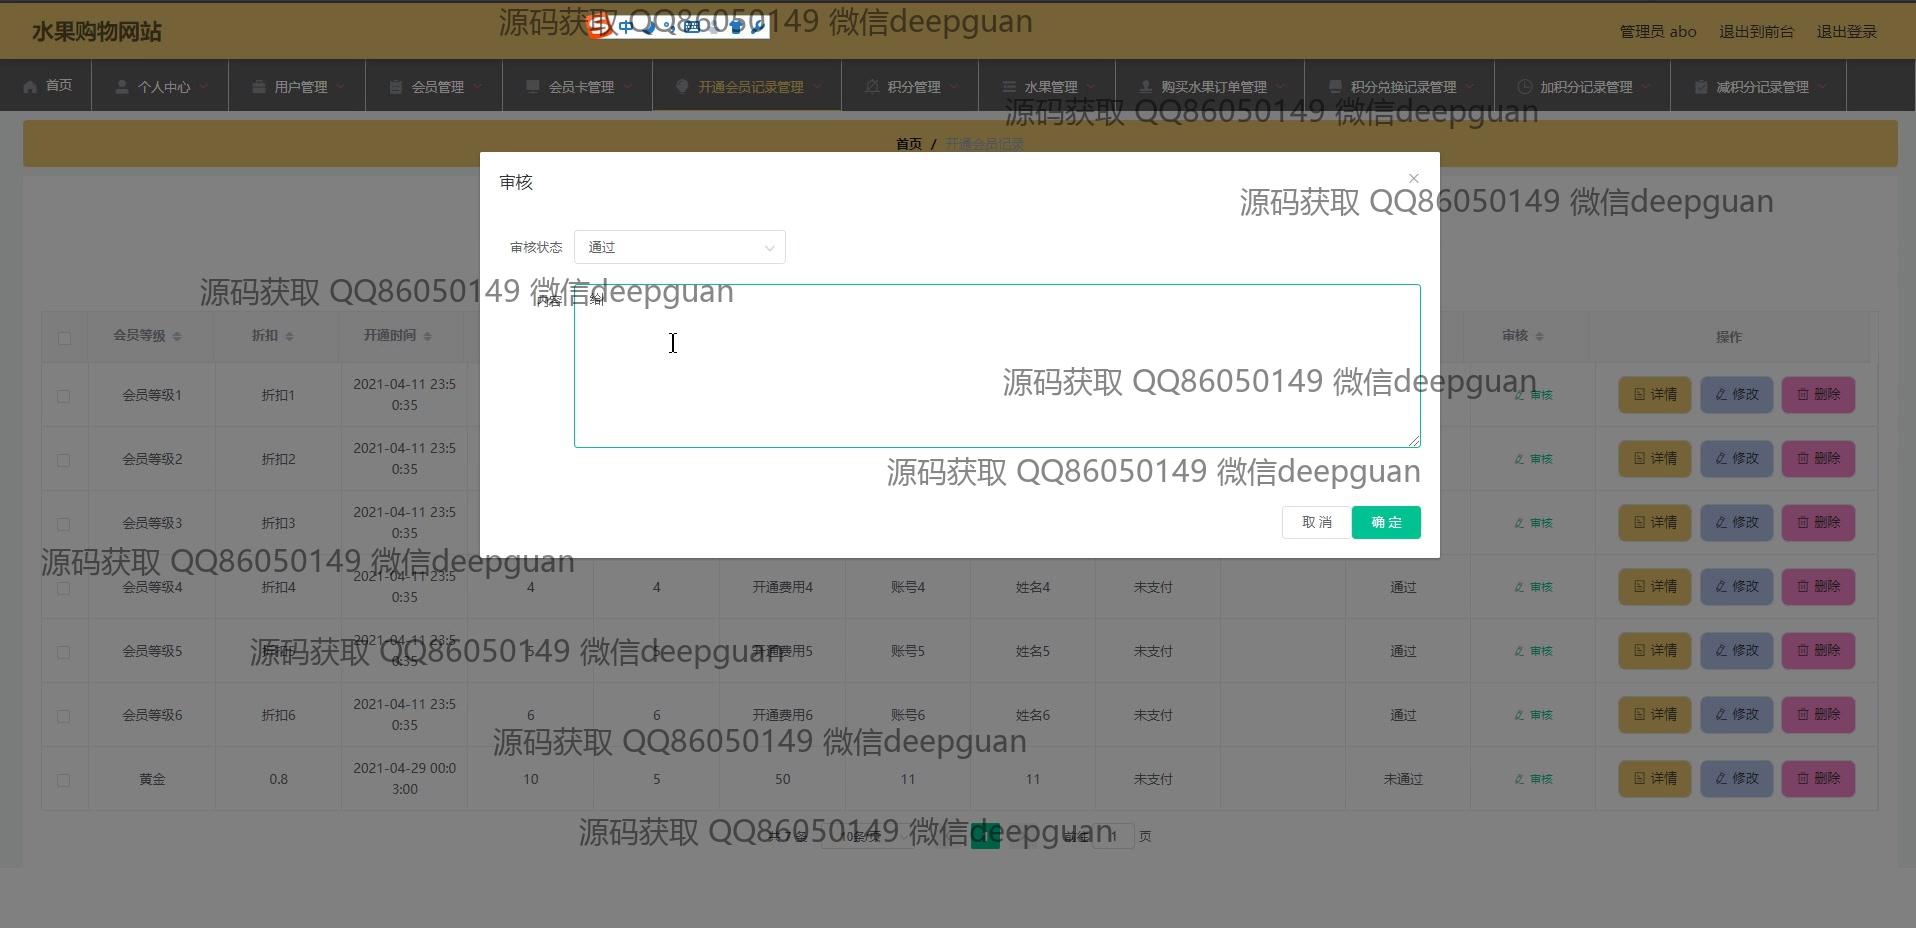 水果购物网站
源码获取 QQ86050149 微信deepguan
中
管理员 abo
退出到前台
退出登录
首页
个人中心
用户管理
会员管理
会员卡管理
开通会员记录管理
积分管理
水果管理
购买水果订单管理
积分兑换记录管理
加积分记录管理
减积分记录管理
源码获取 QQ86050149 微信deepguan
首页 / 开通会员记录
审核
源码获取 QQ86050149 微信deepguan
审核状态
通过
源码获取 QQ86050149 微信deepguan
内容
会员等级 折扣 开通时间 审核 操作
源码获取 QQ86050149 微信deepguan
会员等级1 折扣1 2021-04-11 23:5
0:35
审核 详情 修改 删除
会员等级2 折扣2 2021-04-11 23:5
0:35
审核 详情 修改 删除
源码获取 QQ86050149 微信deepguan
会员等级3 折扣3 2021-04-11 23:5
0:35
审核 详情 修改 删除
取消 确定
源码获取 QQ86050149 微信deepguan
会员等级4 折扣4 2021-04-11 23:5
0:35
4 4 开通费用4 账号4 姓名4 未支付 通过 审核 详情 修改 删除
源码获取 QQ86050149 微信deepguan
会员等级5 折扣5 2021-04-11 23:5
0:35
5 5 开通费用5 账号5 姓名5 未支付 通过 审核 详情 修改 删除
会员等级6 折扣6 2021-04-11 23:5
0:35
6 6 开通费用6 账号6 姓名6 未支付 通过 审核 详情 修改 删除
源码获取 QQ86050149 微信deepguan
黄金 0.8 2021-04-29 00:0
3:00
10 5 50 11 11 未支付 未通过 审核 详情 修改 删除
源码获取 QQ86050149 微信deepguan
共 7 条 10条/页 1 前往 1 页